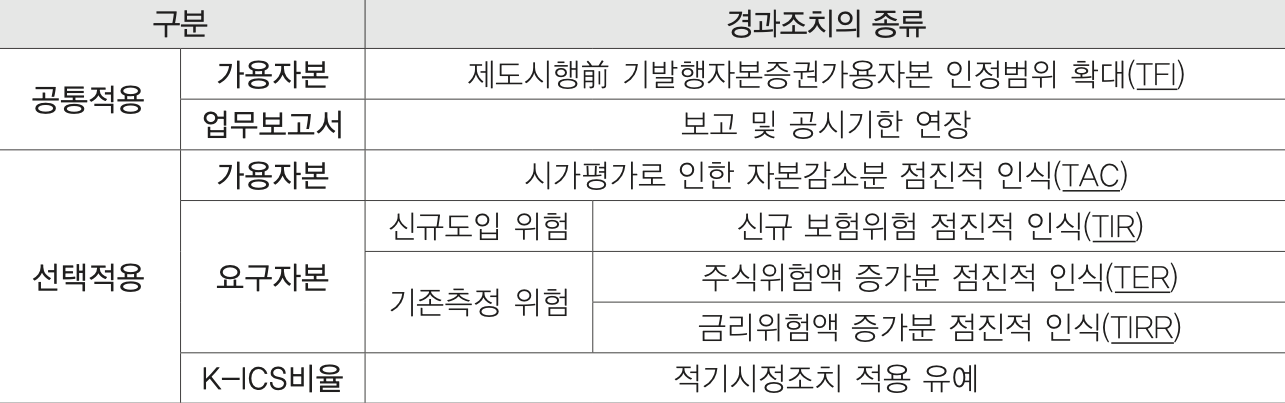 구분 경과조치의 종류
공통적용 가용자본 제도시행前 기발행자본증권가용자본 인정범위 확대(TFI)
업무보고서 보고 및 공시기한 연장
선택적용 가용자본 시가평가로 인한 자본감소분 점진적 인식(TAC)
요구자본 신규도입 위험 신규 보험위험 점진적 인식(TIR)
기존측정 위험 주식위험액 증가분 점진적 인식(TER)
금리위험액 증가분 점진적 인식(TIRR)
K-ICS비율 적기시정조치 적용 유예